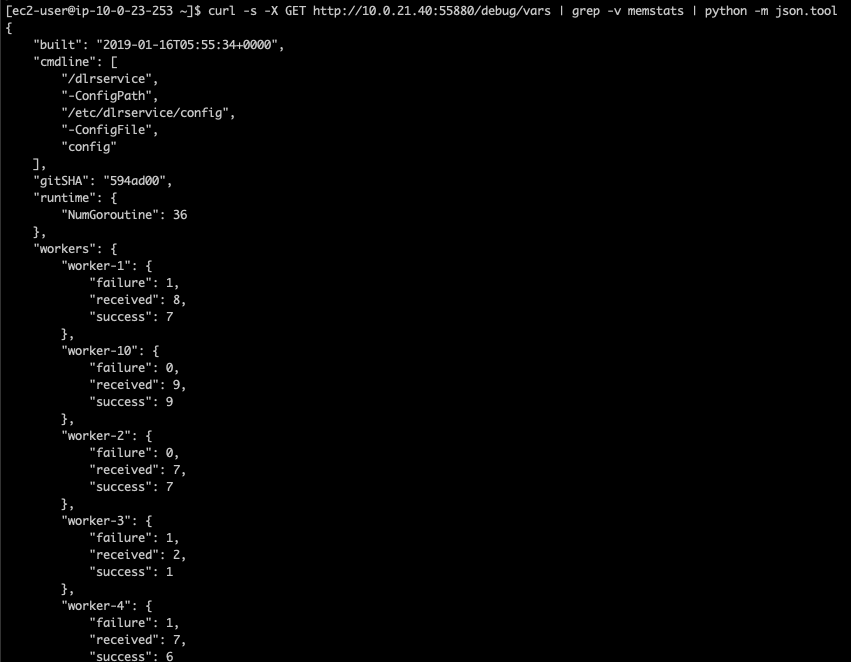 [ec2-user@ip-10-0-23-253 ~]$ curl -s -X GET http://10.0.21.40:55880/debug/vars | grep -v memstats | python -m json.tool
{
    "built": "2019-01-16T05:55:34+0000",
    "cmdline": [
        "/dlrservice",
        "-ConfigPath",
        "/etc/dlrservice/config",
        "-ConfigFile",
        "config"
    ],
    "gitSHA": "594ad00",
    "runtime": {
        "NumGoroutine": 36
    },
    "workers": {
        "worker-1": {
            "failure": 1,
            "received": 8,
            "success": 7
        },
        "worker-10": {
            "failure": 0,
            "received": 9,
            "success": 9
        },
        "worker-2": {
            "failure": 0,
            "received": 7,
            "success": 7
        },
        "worker-3": {
            "failure": 1,
            "received": 2,
            "success": 1
        },
        "worker-4": {
            "failure": 1,
            "received": 7,
            "success": 6